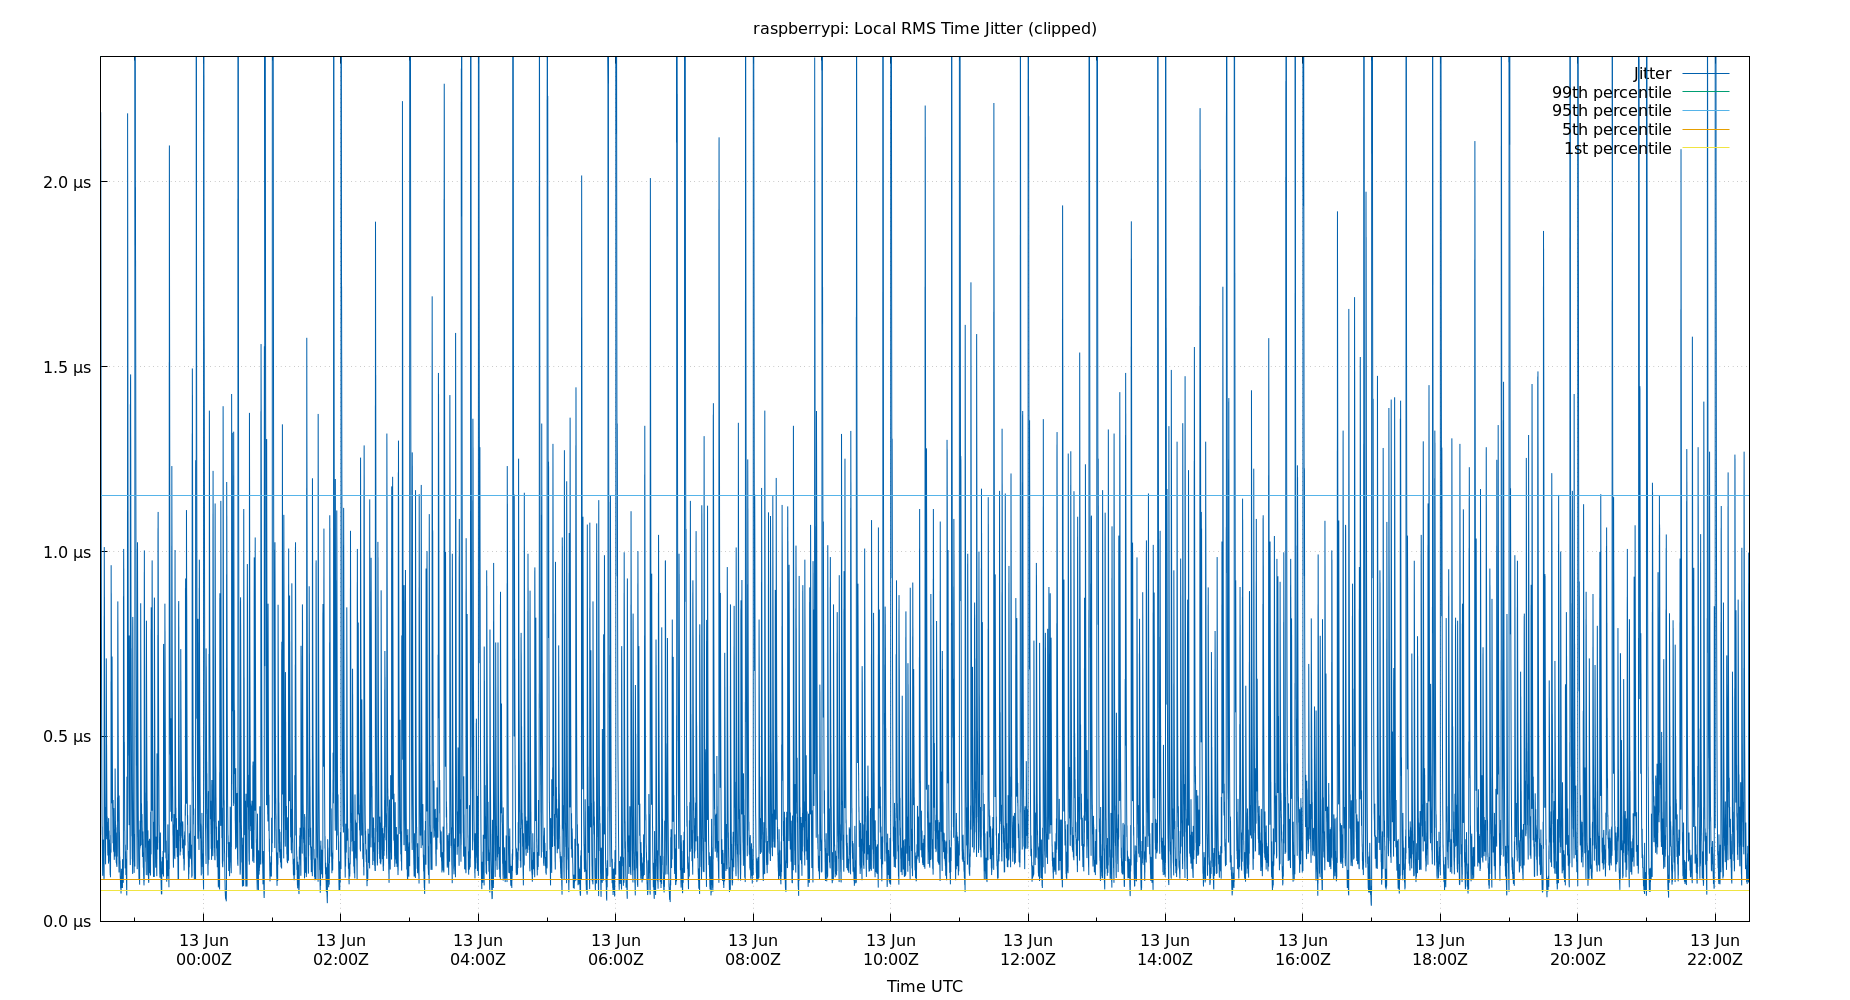 raspberrypi: Local RMS Time Jitter (clipped)
Jitter
99th percentile
95th percentile
5th percentile
1st percentile
2.0 µs
1.5 µs
1.0 µs
0.5 µs
0.0 µs
13 Jun 13 Jun 13 Jun 13 Jun 13 Jun 13 Jun 13 Jun 13 Jun 13 Jun 13 Jun 13 Jun 13 Jun
00:00Z 02:00Z 04:00Z 06:00Z 08:00Z 10:00Z 12:00Z 14:00Z 16:00Z 18:00Z 20:00Z 22:00Z
Time UTC